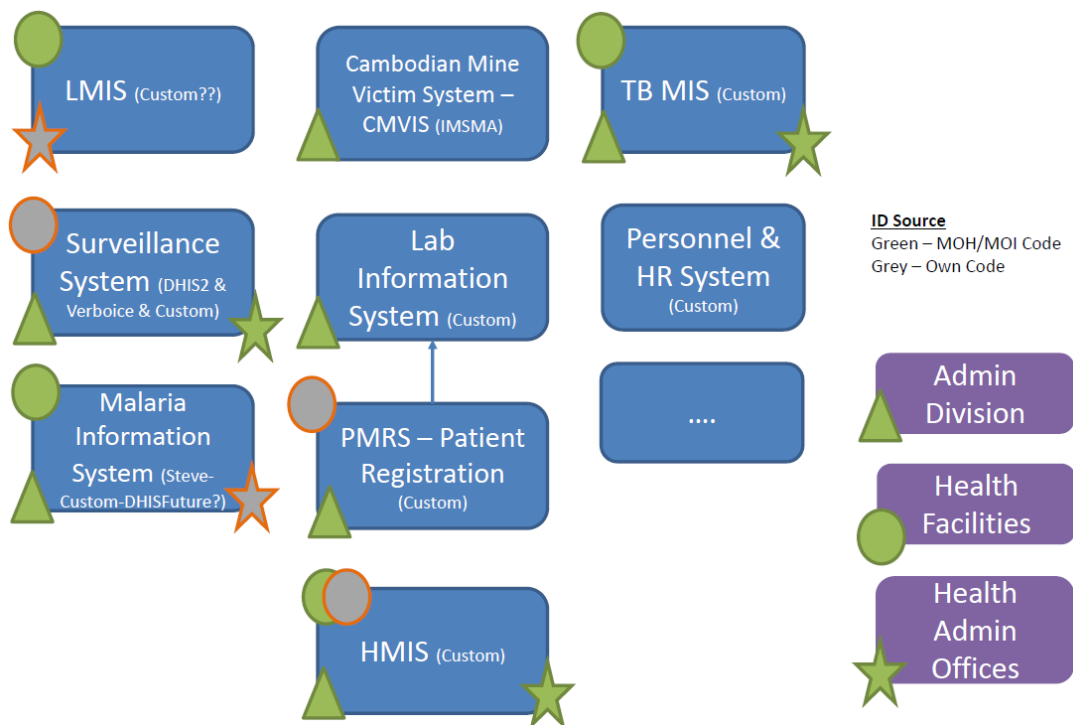 LMIS (Custom??)
Cambodian Mine
Victim System –
CMVIS (IMSMA)
TB MIS (Custom)
Surveillance
System (DHIS2 &
Verboice & Custom)
Lab
Information
System (Custom)
Personnel &
HR System
(Custom)
ID Source
Green – MOH/MOI Code
Grey – Own Code
Malaria
Information
System (Steve-
Custom-DHISFuture?)
PMRS – Patient
Registration
(Custom)
....
Admin
Division
Health
Facilities
HMIS (Custom)
Health
Admin
Offices